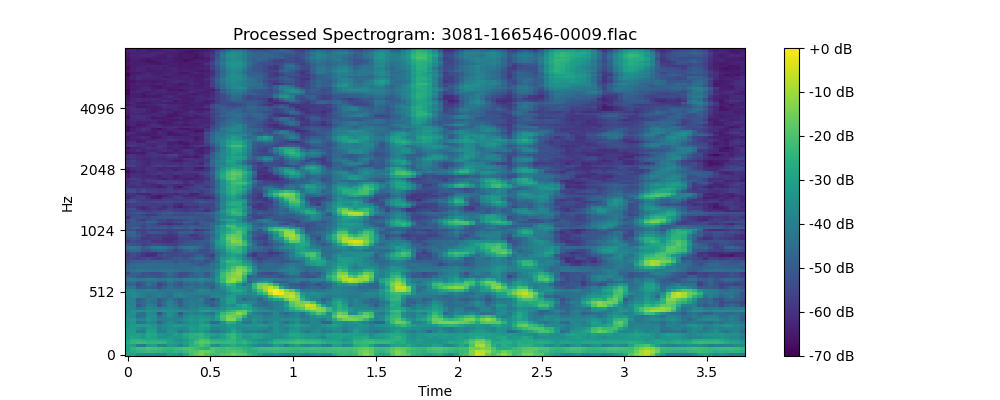 Processed Spectrogram: 3081-166546-0009.flac
+0 dB
-10 dB
4096
-20 dB
2048
-30 dB
Hz
1024
-40 dB
-50 dB
512
-60 dB
0
-70 dB
0 0.5 1 1.5 2 2.5 3 3.5
Time